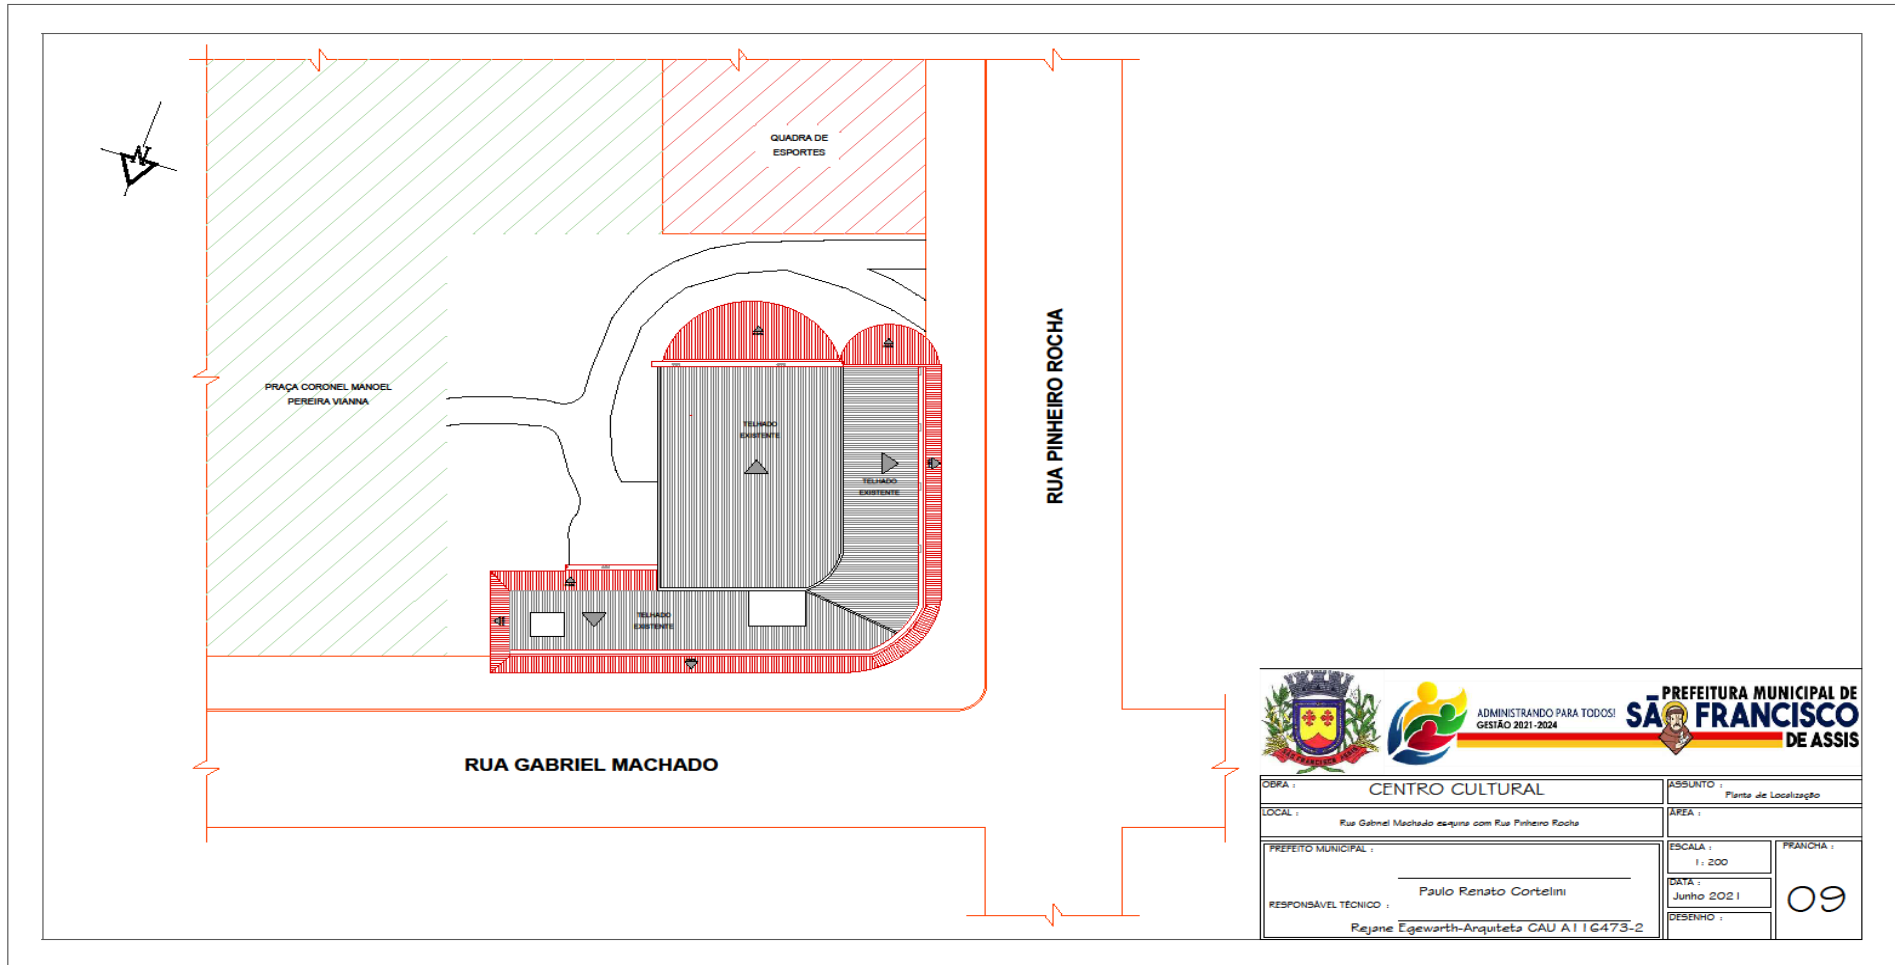 N
QUADRA DE
ESPORTES
PRAÇA CORONEL MANOEL
PEREIRA VIANNA
TELHADO
EXISTENTE
TELHADO
EXISTENTE
TELHADO
EXISTENTE
RUA PINHEIRO ROCHA
RUA GABRIEL MACHADO
SÃO FRANCISCO ASSIS
ADMINISTRANDO PARA TODOS!
GESTÃO 2021-2024
PREFEITURA MUNICIPAL DE
SÃO FRANCISCO
DE ASSIS
OBRA : CENTRO CULTURAL
ASSUNTO : Planta de Localização
LOCAL : Rua Gabriel Machado esquina com Rua Pinheiro Rocha
ÁREA :
PREFEITO MUNICIPAL :
Paulo Renato Cortelini
RESPONSÁVEL TÉCNICO :
Rejane Egewarth-Arquiteta CAU A116473-2
ESCALA :
1: 200
DATA :
Junho 2021
DESENHO :
PRANCHA :
09